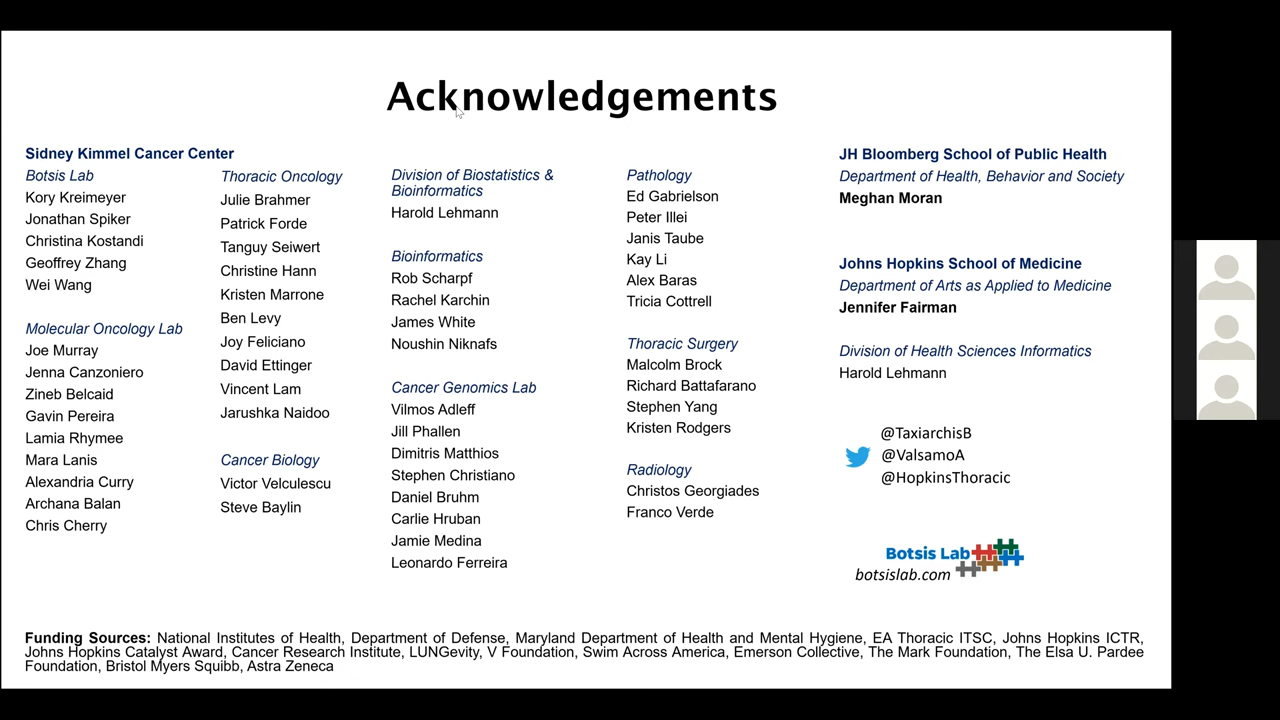 Acknowledgements
Sidney Kimmel Cancer Center
Botsis Lab
Kory Kreimeyer
Jonathan Spiker
Christina Kostandi
Geoffrey Zhang
Wei Wang
Molecular Oncology Lab
Joe Murray
Jenna Canzoniero
Zineb Belcaid
Gavin Pereira
Lamia Rhymee
Mara Lanis
Alexandria Curry
Archana Balan
Chris Cherry
Thoracic Oncology
Julie Brahmer
Patrick Forde
Tanguy Seiwert
Christine Hann
Kristen Marrone
Ben Levy
Joy Feliciano
David Ettinger
Vincent Lam
Jarushka Naidoo
Cancer Biology
Victor Velculescu
Steve Baylin
Division of Biostatistics &
Bioinformatics
Harold Lehmann
Bioinformatics
Rob Scharpf
Rachel Karchin
James White
Noushin Niknafs
Cancer Genomics Lab
Vilmos Adleff
Jill Phallen
Dimitris Matthios
Stephen Christiano
Daniel Bruhm
Carlie Hruban
Jamie Medina
Leonardo Ferreira
Pathology
Ed Gabrielson
Peter Illei
Janis Taube
Kay Li
Alex Baras
Tricia Cottrell
Thoracic Surgery
Malcolm Brock
Richard Battafarano
Stephen Yang
Kristen Rodgers
Radiology
Christos Georgiades
Franco Verde
JH Bloomberg School of Public Health
Department of Health, Behavior and Society
Meghan Moran
Johns Hopkins School of Medicine
Department of Arts as Applied to Medicine
Jennifer Fairman
Division of Health Sciences Informatics
Harold Lehmann
@TaxiarchisB
@ValsamoA
@HopkinsThoracic
Botsis Lab
botsislab.com
Funding Sources: National Institutes of Health, Department of Defense, Maryland Department of Health and Mental Hygiene, EA Thoracic ITSC, Johns Hopkins ICTR,
Johns Hopkins Catalyst Award, Cancer Research Institute, LUNGevity, V Foundation, Swim Across America, Emerson Collective, The Mark Foundation, The Elsa U. Pardee
Foundation, Bristol Myers Squibb, Astra Zeneca